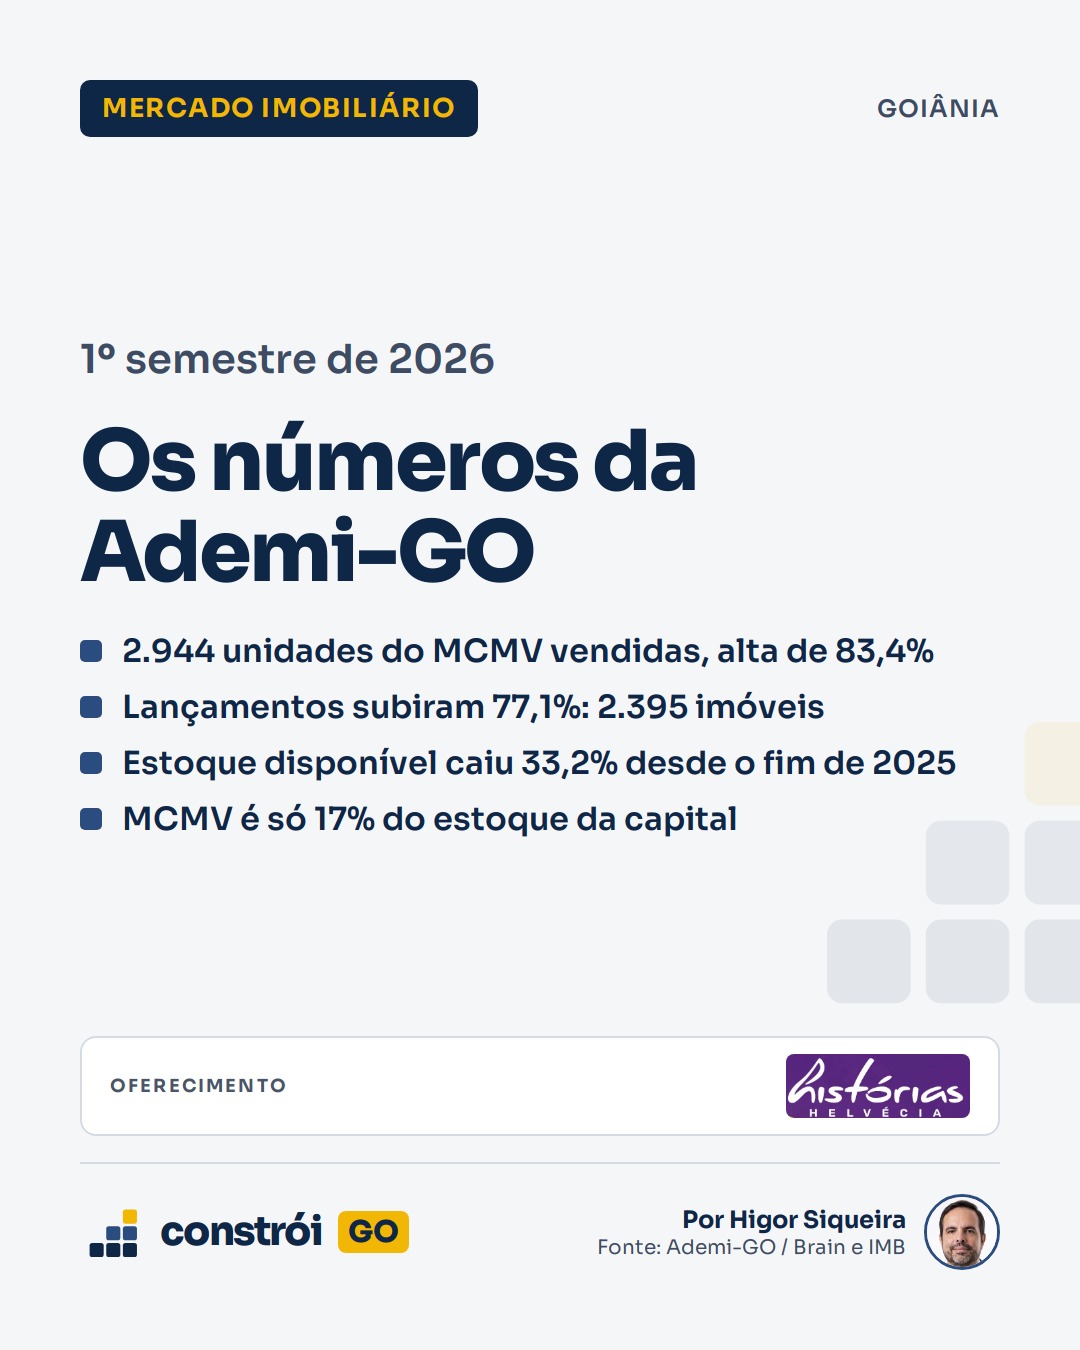 MERCADO IMOBILIÁRIO
GOIÂNIA
1º semestre de 2026
Os números da
Ademi-GO
2.944 unidades do MCMV vendidas, alta de 83,4%
Lançamentos subiram 77,1%: 2.395 imóveis
Estoque disponível caiu 33,2% desde o fim de 2025
MCMV é só 17% do estoque da capital
OFERECIMENTO
histórias
HELVÉCIA
constrói GO
Por Higor Siqueira
Fonte: Ademi-GO / Brain e IMB